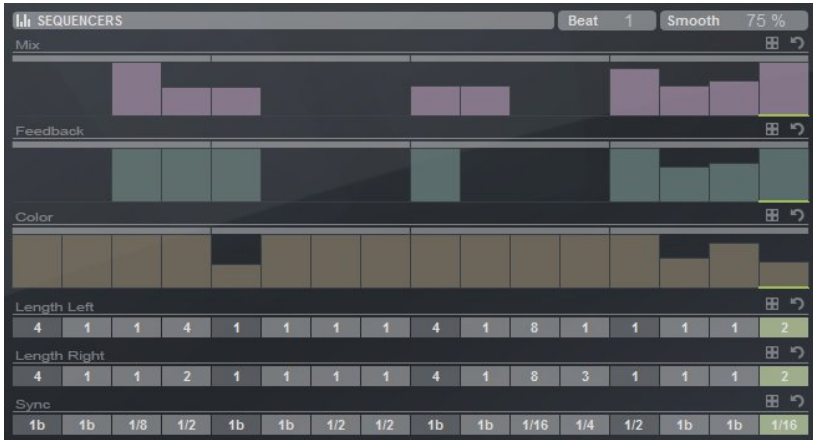 SEQUENCERS Beat 1 Smooth 75 %
Mix
Feedback
Color
Length Left
4 1 1 4 1 1 1 1 4 1 8 1 1 1 1 2
Length Right
4 1 1 2 1 1 1 1 4 1 8 3 1 1 1 2
Sync
1b 1b 1/8 1/2 1b 1b 1/2 1/2 1b 1b 1/16 1/4 1/2 1b 1b 1/16